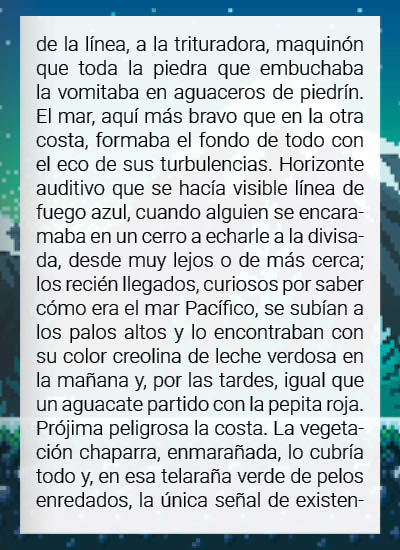 de la línea, a la trituradora, maquinón
que toda la piedra que embuchaba
la vomitaba en aguaceros de piedrín.
El mar, aquí más bravo que en la otra
costa, formaba el fondo de todo con
el eco de sus turbulencias. Horizonte
auditivo que se hacía visible línea de
fuego azul, cuando alguien se encara-
maba en un cerro a echarle a la divisa-
da, desde muy lejos o de más cerca;
los recién llegados, curiosos por saber
cómo era el mar Pacífico, se subían a
los palos altos y lo encontraban con
su color creolina de leche verdosa en
la mañana y, por las tardes, igual que
un aguacate partido con la pepita roja.
Prójima peligrosa la costa. La vegeta-
ción chaparra, enmarañada, lo cubría
todo y, en esa telaraña verde de pelos
enredados, la única señal de existen-